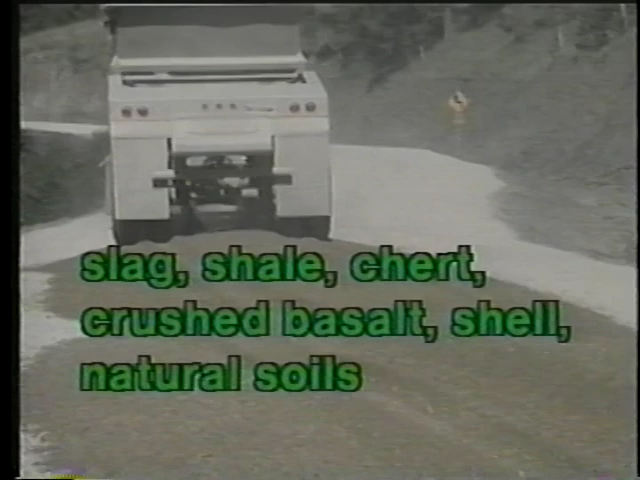 slag, shale, chert,
crushed basalt, shell,
natural soils